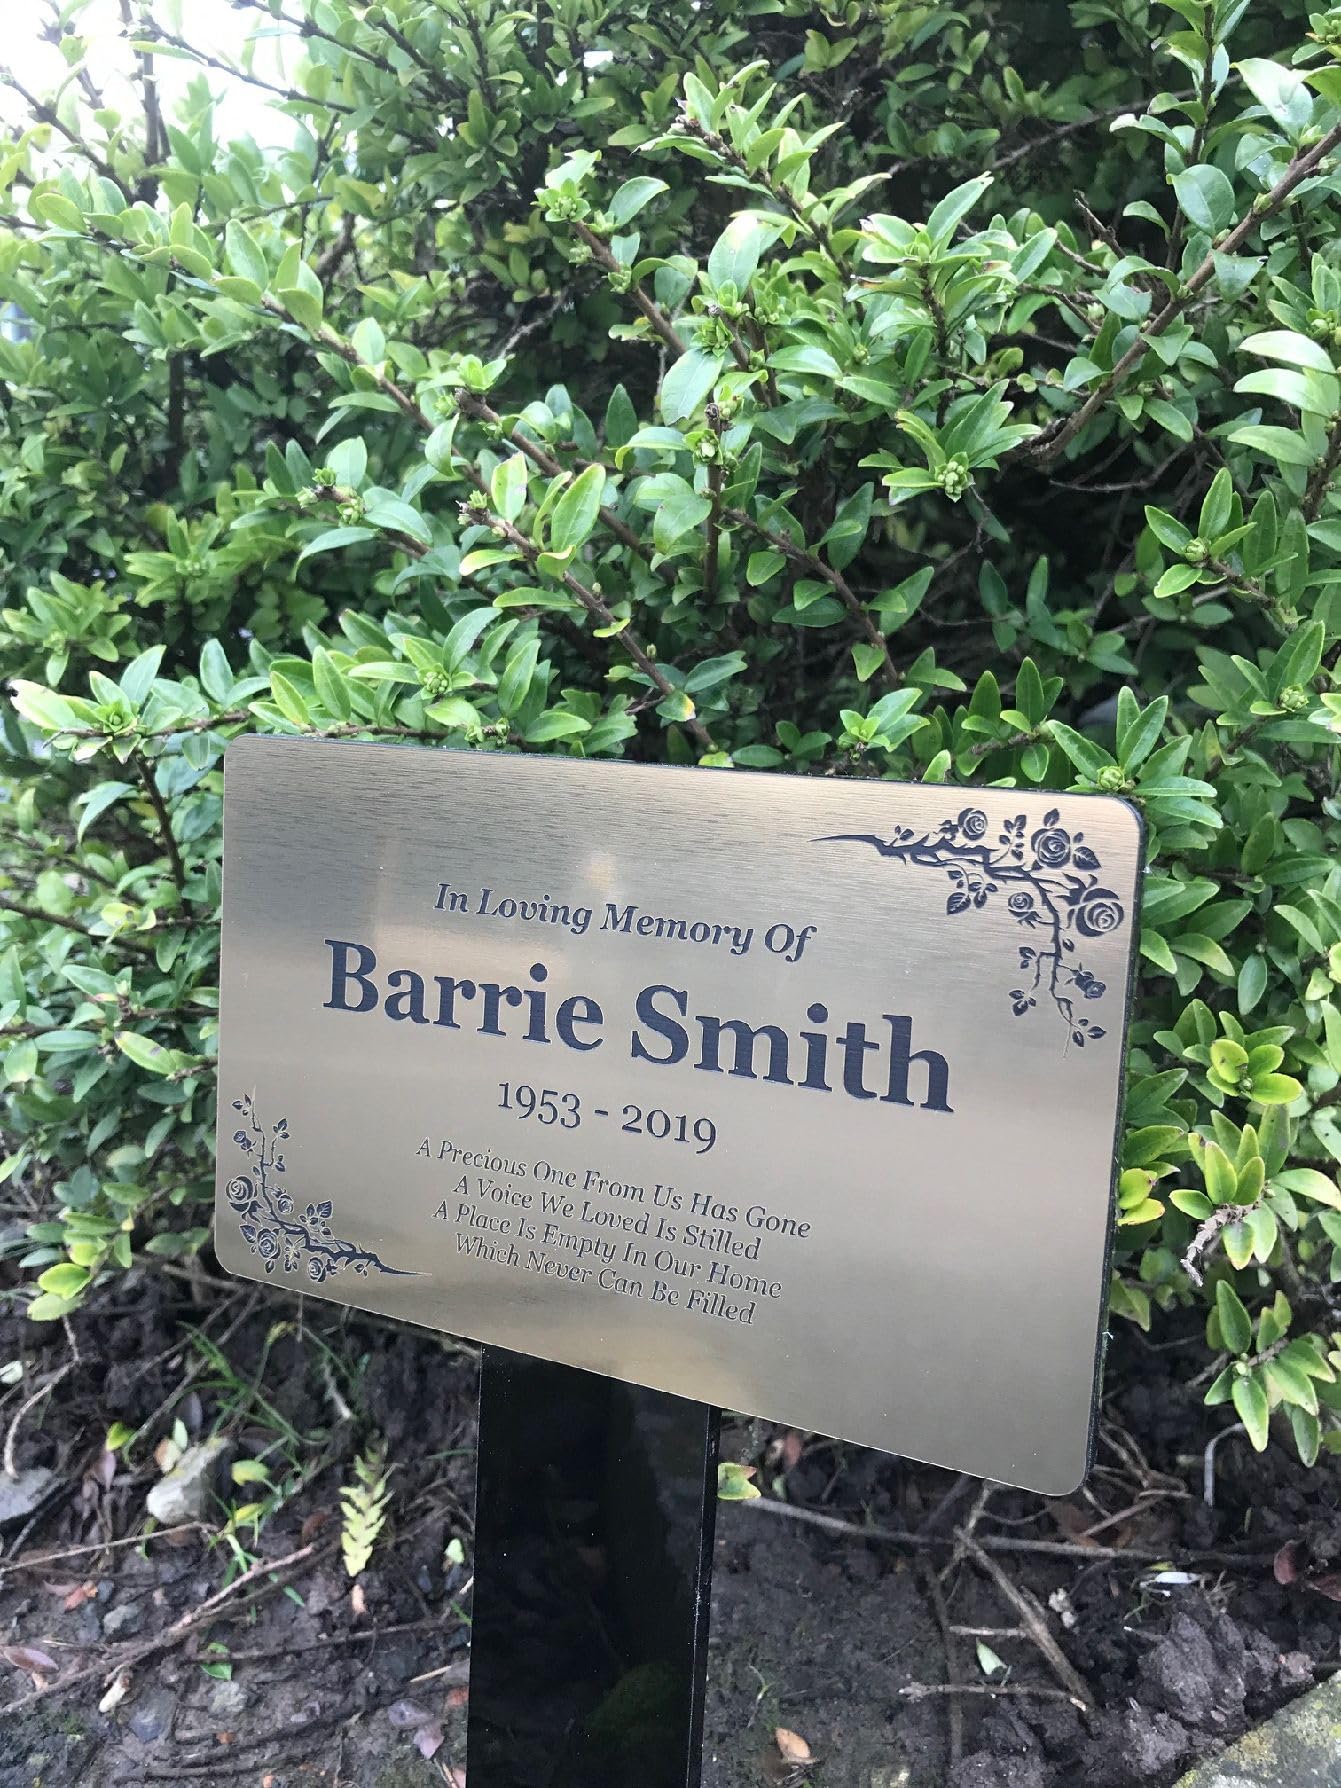 In Loving Memory Of
Barrie Smith
1953 - 2019
A Precious One From Us Has Gone
A Voice We Loved Is Stilled
A Place Is Empty In Our Home
Which Never Can Be Filled